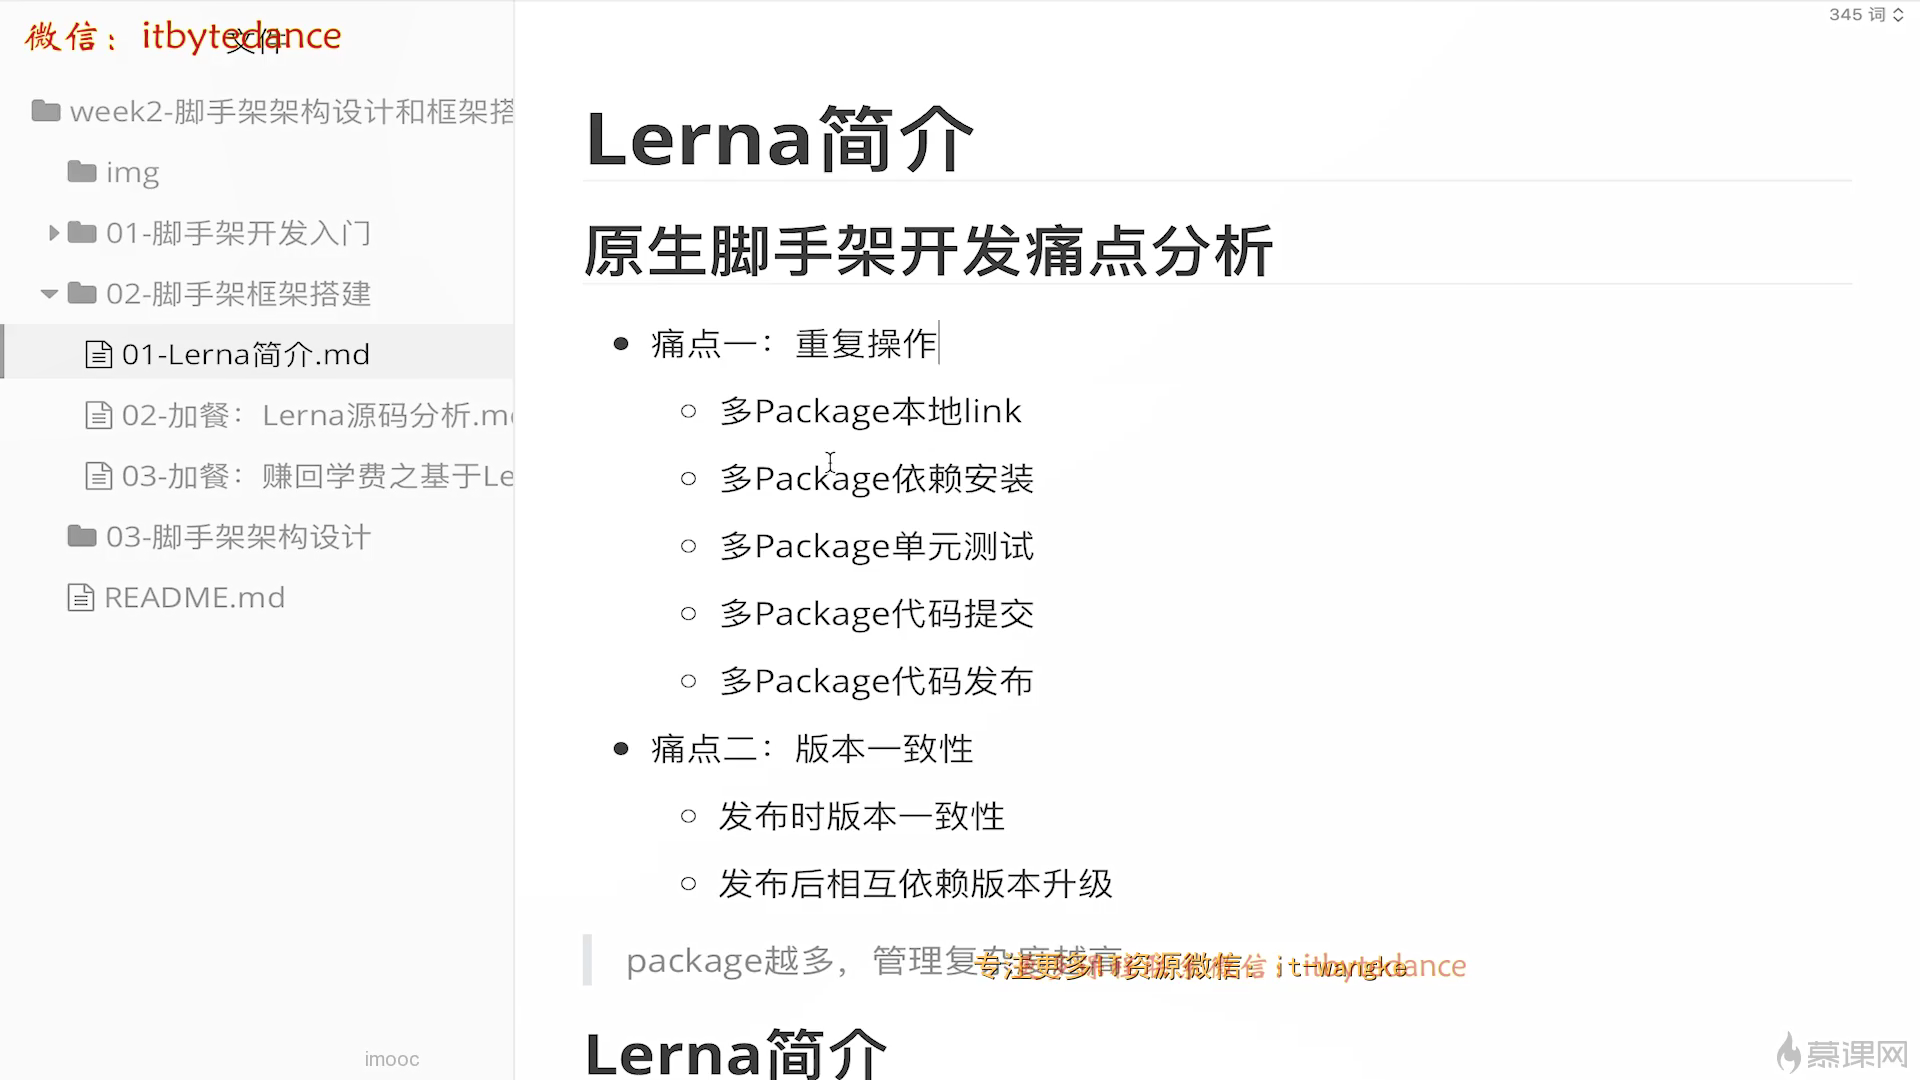 微信：itbytedance
文件
345 词
week2-脚手架架构设计和框架搭
img
01-脚手架开发入门
02-脚手架框架搭建
01-Lerna简介.md
02-加餐：Lerna源码分析.md
03-加餐：赚回学费之基于Le
03-脚手架架构设计
README.md
imooc
Lerna简介
原生脚手架开发痛点分析
痛点一：重复操作
多Package本地link
多Package依赖安装
多Package单元测试
多Package代码提交
多Package代码发布
痛点二：版本一致性
发布时版本一致性
发布后相互依赖版本升级
package越多，管理复杂度越高
专注更多IT资源微信：it-wangke
itbytedance
Lerna简介
慕课网